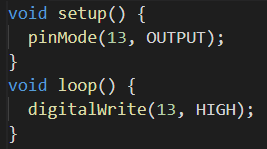 void setup() {
  pinMode(13, OUTPUT);
}
void loop() {
  digitalWrite(13, HIGH);
}